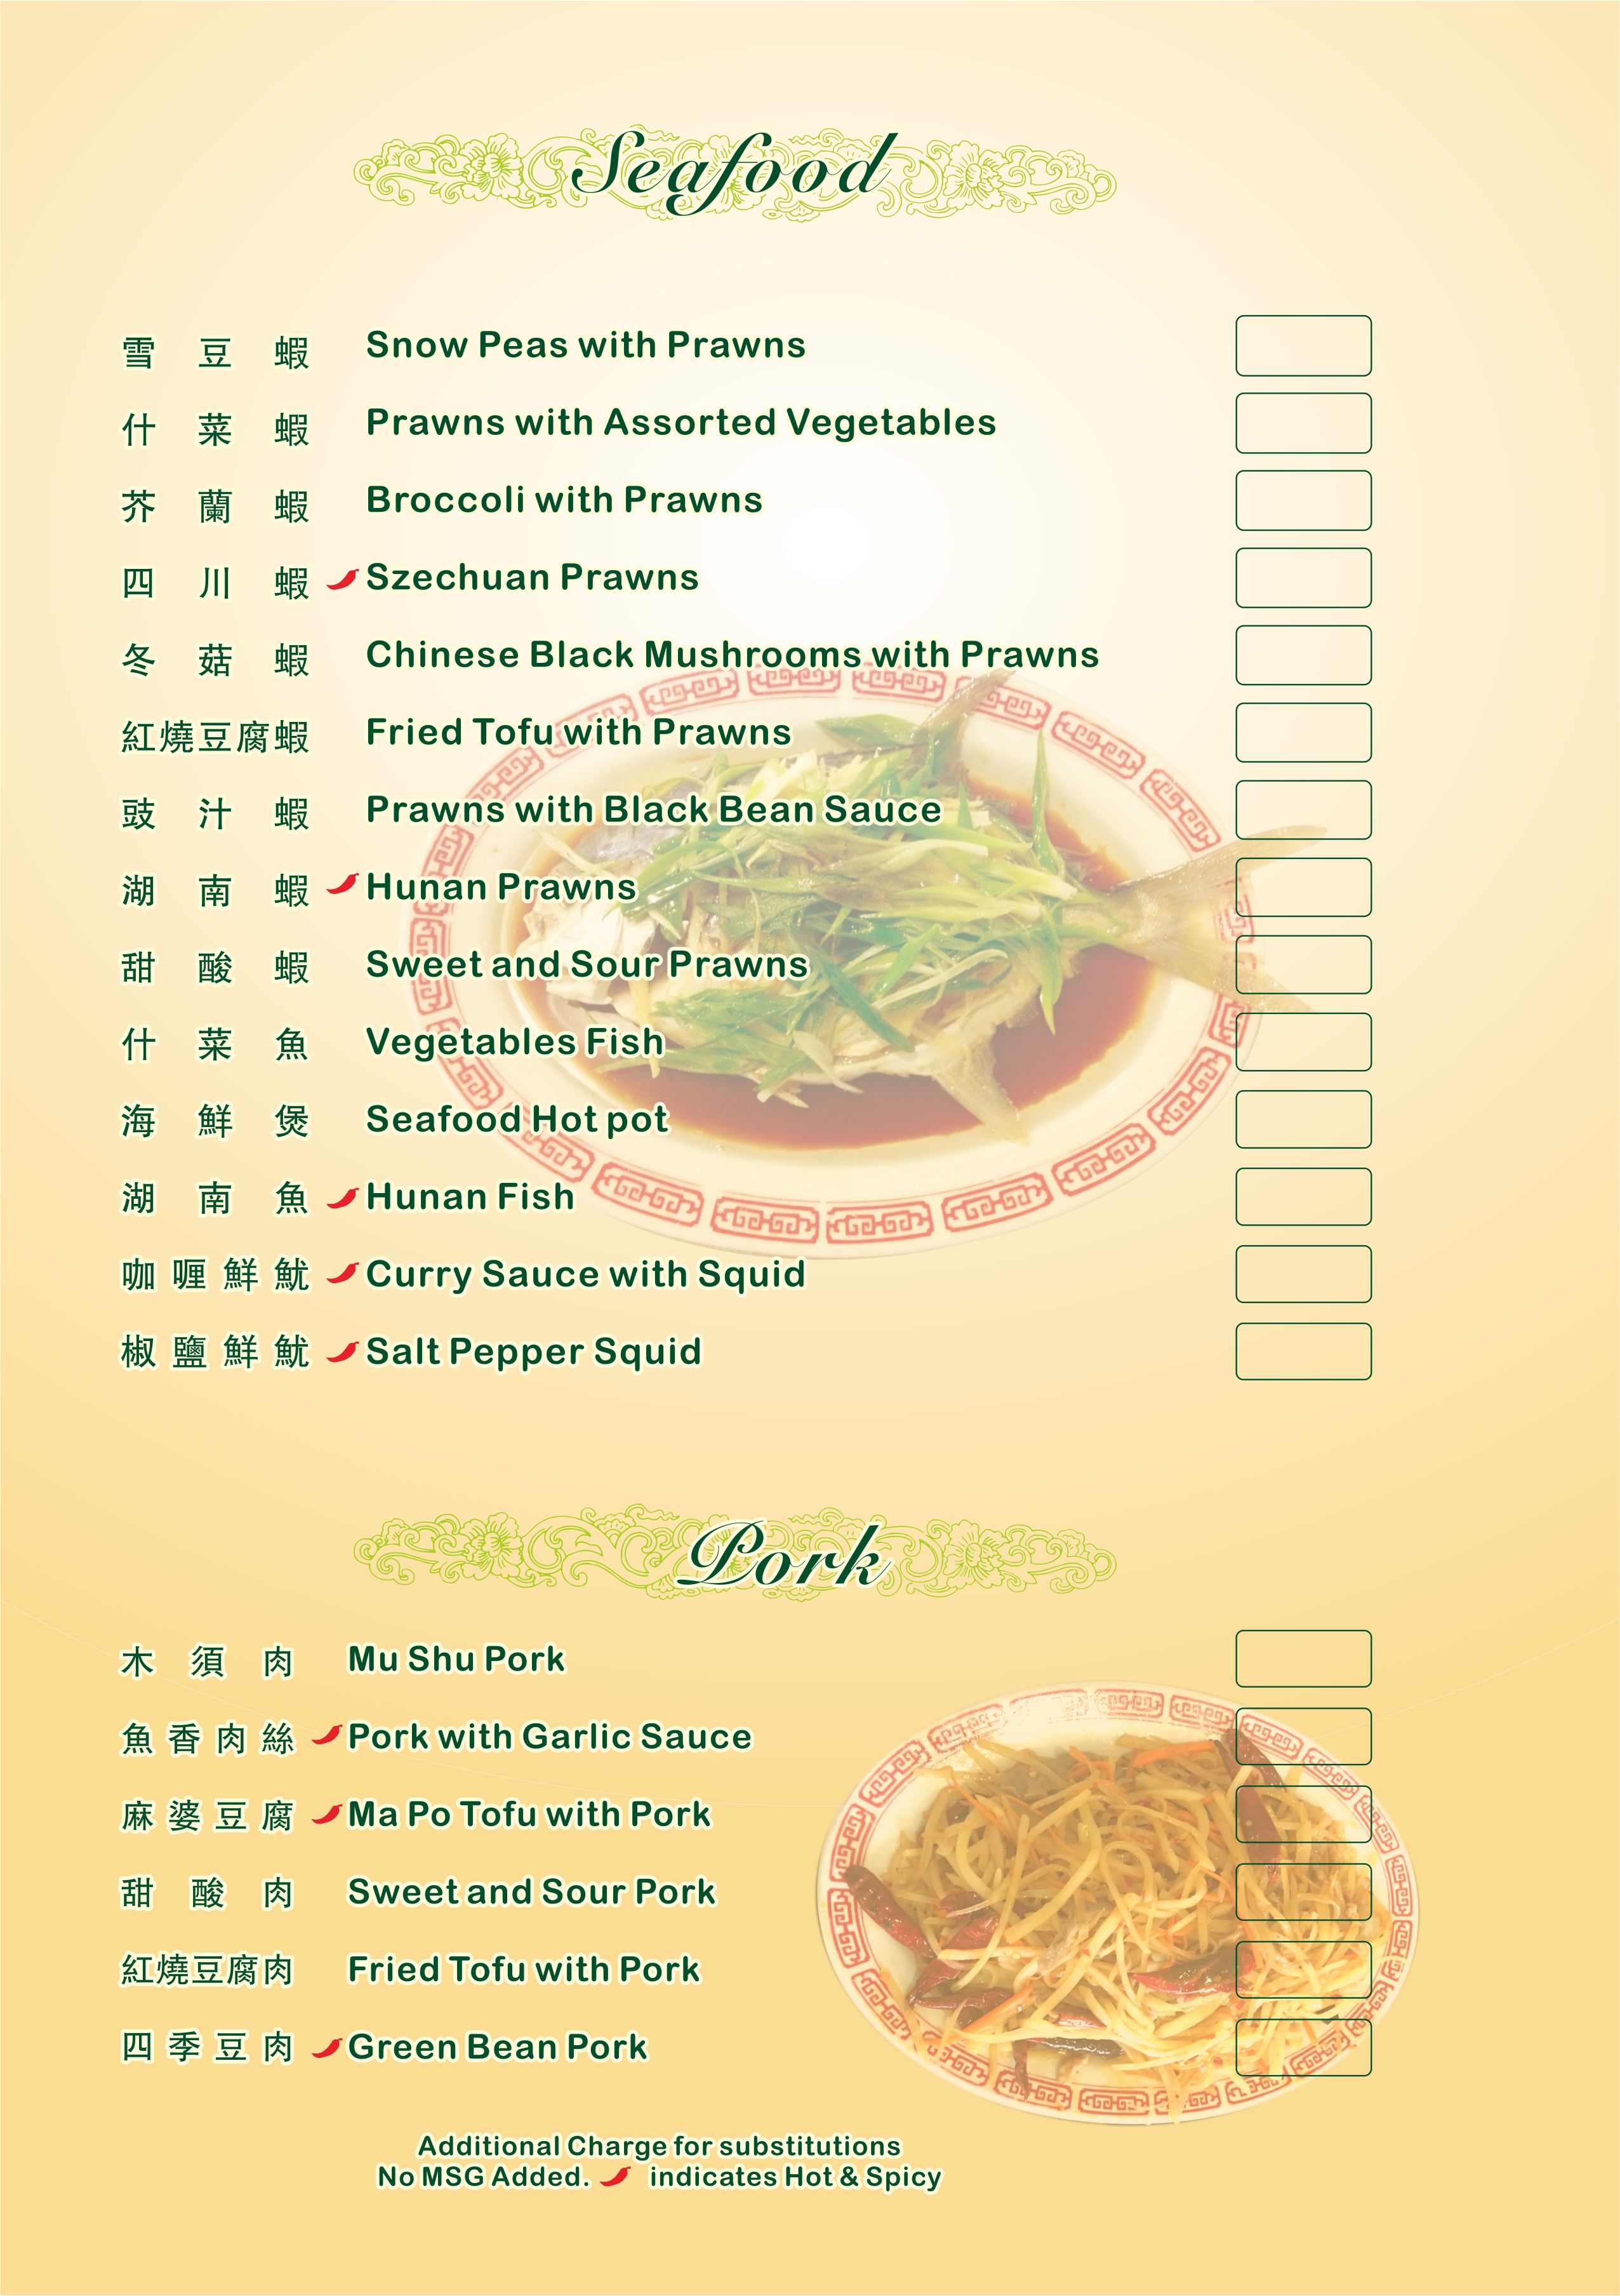 Seafood
雪豆蝦 Snow Peas with Prawns
什菜蝦 Prawns with Assorted Vegetables
芥蘭蝦 Broccoli with Prawns
四川蝦 Szechuan Prawns
冬菇蝦 Chinese Black Mushrooms with Prawns
紅燒豆腐蝦 Fried Tofu with Prawns
豉汁蝦 Prawns with Black Bean Sauce
湖南蝦 Hunan Prawns
甜酸蝦 Sweet and Sour Prawns
什菜魚 Vegetables Fish
海鮮煲 Seafood Hot pot
湖南魚 Hunan Fish
咖喱鮮魷 Curry Sauce with Squid
椒鹽鮮魷 Salt Pepper Squid
Pork
木須肉 Mu Shu Pork
魚香肉絲 Pork with Garlic Sauce
麻婆豆腐 Ma Po Tofu with Pork
甜酸肉 Sweet and Sour Pork
紅燒豆腐肉 Fried Tofu with Pork
四季豆肉 Green Bean Pork
Additional Charge for substitutions
No MSG Added. indicates Hot & Spicy